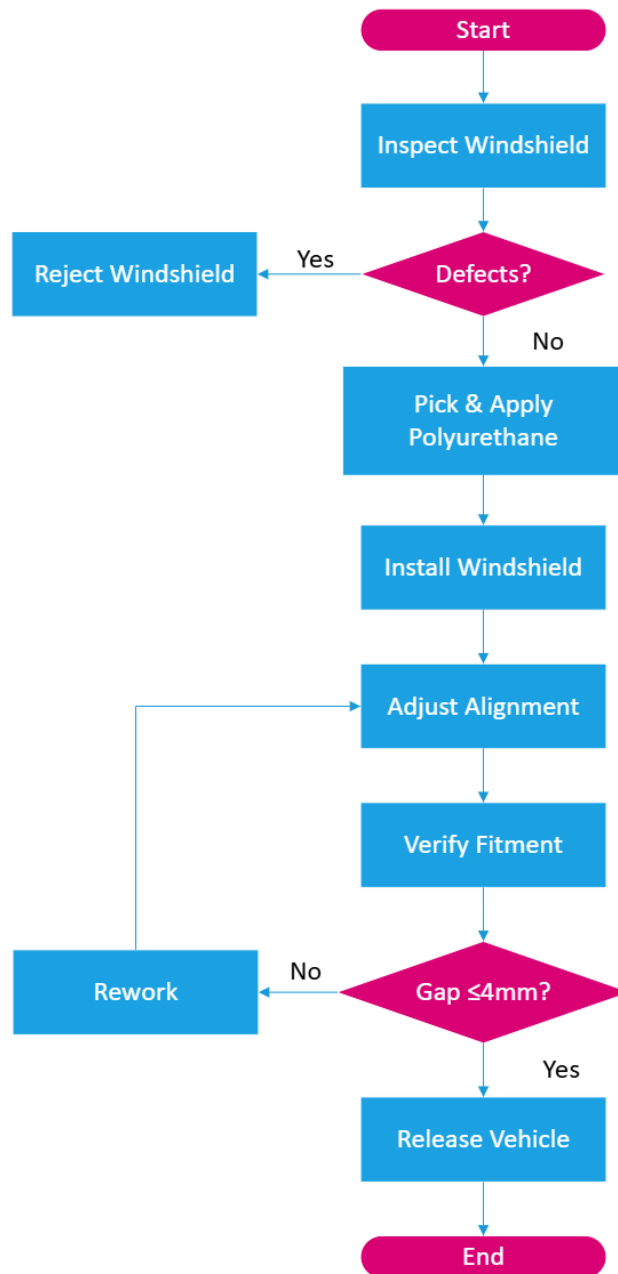 Start
Inspect Windshield
Yes
Reject Windshield
Defects?
No
Pick & Apply
Polyurethane
Install Windshield
Adjust Alignment
Verify Fitment
No
Rework
Gap ≤4mm?
Yes
Release Vehicle
End